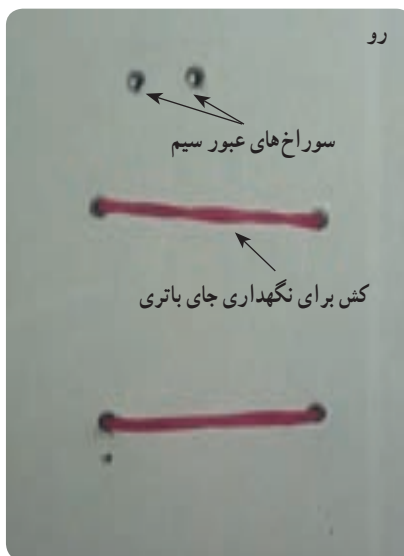 رو
سوراخ‌های عبور سیم
کش برای نگهداری جای باتری